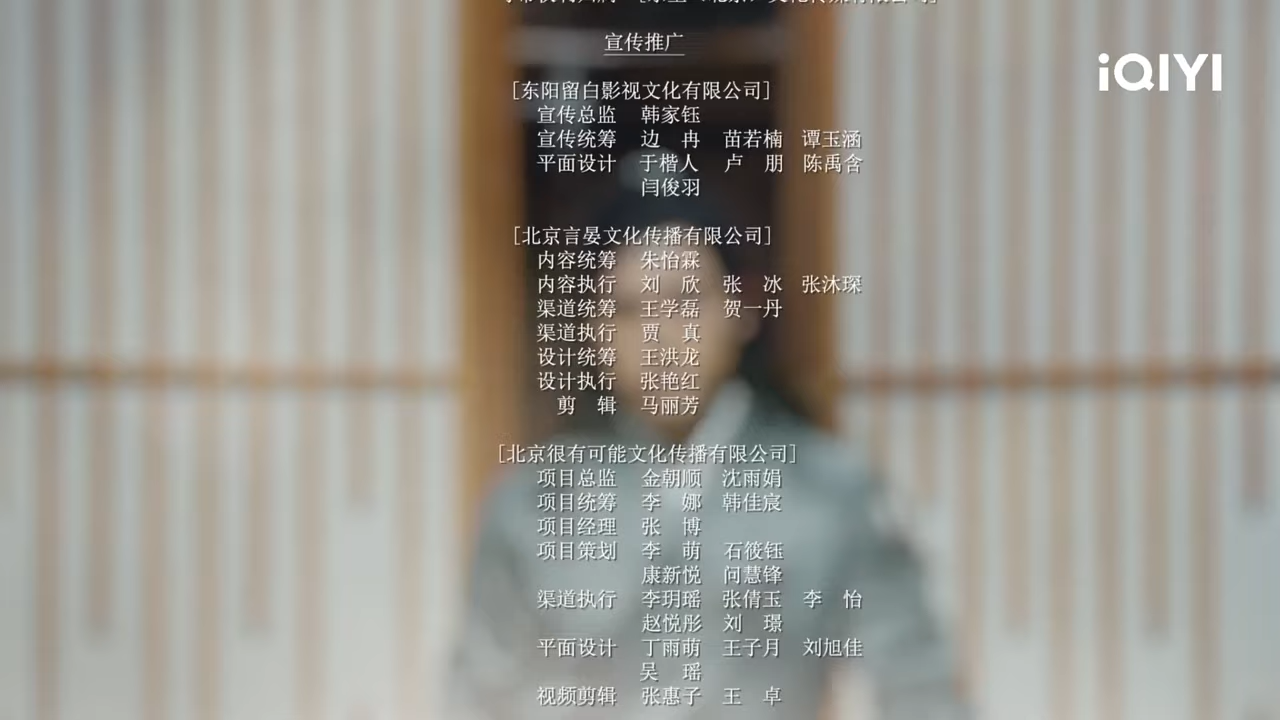 宣传推广
iQIYI
[东阳留白影视文化有限公司]
宣传总监 韩家钰
宣传统筹 边 冉 苗若楠 谭玉涵
平面设计 于楷人 卢 朋 陈禹含
闫俊羽
[北京言晏文化传播有限公司]
内容统筹 朱怡霖
内容执行 刘 欣 张 冰 张沐琛
渠道统筹 王学磊 贺一丹
渠道执行 贾 真
设计统筹 王洪龙
设计执行 张艳红
剪 辑 马丽芳
[北京很有可能文化传播有限公司]
项目总监 金朝顺 沈雨娟
项目统筹 李 娜 韩佳宸
项目经理 张 博
项目策划 李 萌 石筱钰
康新悦 问慧锋
渠道执行 李玥瑶 张倩玉 李 怡
赵悦彤 刘 璟
平面设计 丁雨萌 王子月 刘旭佳
吴 瑶
视频剪辑 张惠子 王 卓